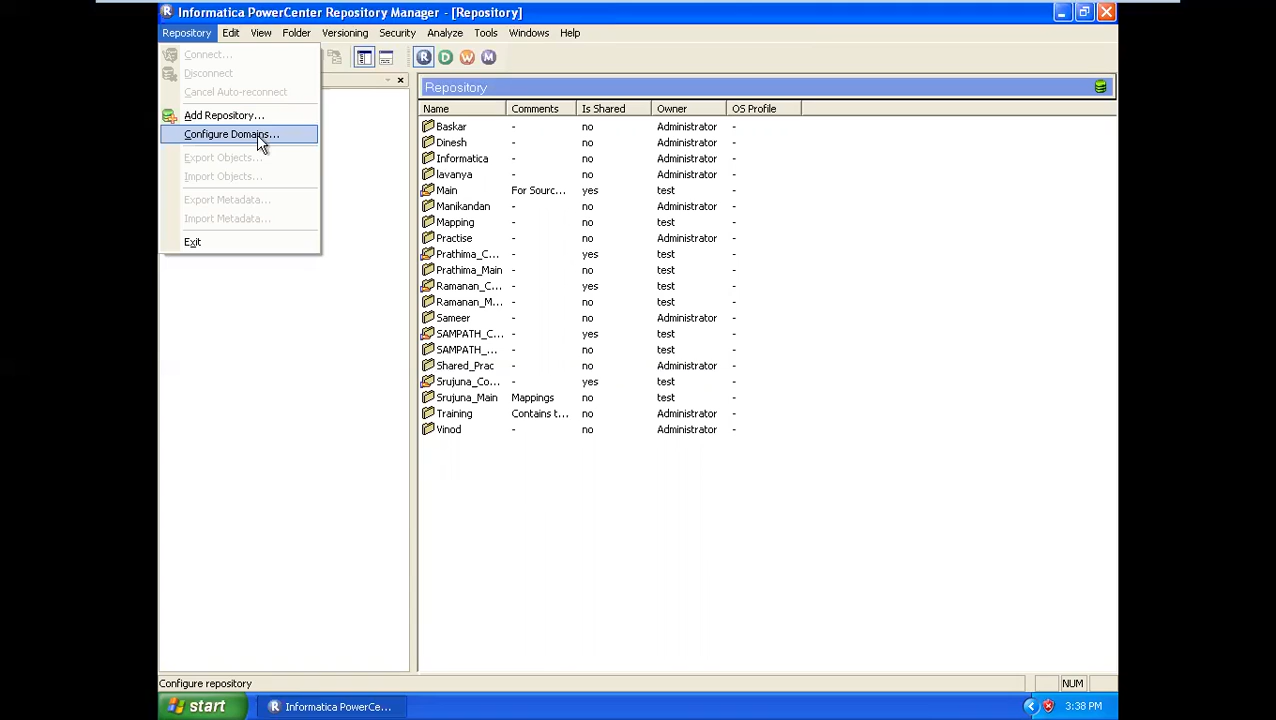 Informatica PowerCenter Repository Manager - [Repository]
Repository Edit View Folder Versioning Security Analyze Tools Windows Help
Connect...
Disconnect
Cancel Auto-reconnect
Add Repository...
Configure Domains...
Export Objects...
Import Objects...
Export Metadata...
Import Metadata...
Exit
R D W M
Repository
Name Comments Is Shared Owner OS Profile
Baskar - no Administrator -
Dinesh - no Administrator -
Informatica - no Administrator -
lavanya - no Administrator -
Main For Sourc... yes test -
Manikandan - no Administrator -
Mapping - no test -
Practise - no Administrator -
Prathima_C... - yes test -
Prathima_Main - no test -
Ramanan_C... - yes test -
Ramanan_M... - no test -
Sameer - no Administrator -
SAMPATH_C... - yes test -
SAMPATH_... - no test -
Shared_Prac - no Administrator -
Srujuna_Co... - yes test -
Srujuna_Main Mappings no test -
Training Contains t... no Administrator -
Vinod - no Administrator -
Configure repository NUM
start Informatica PowerCe... 3:38 PM